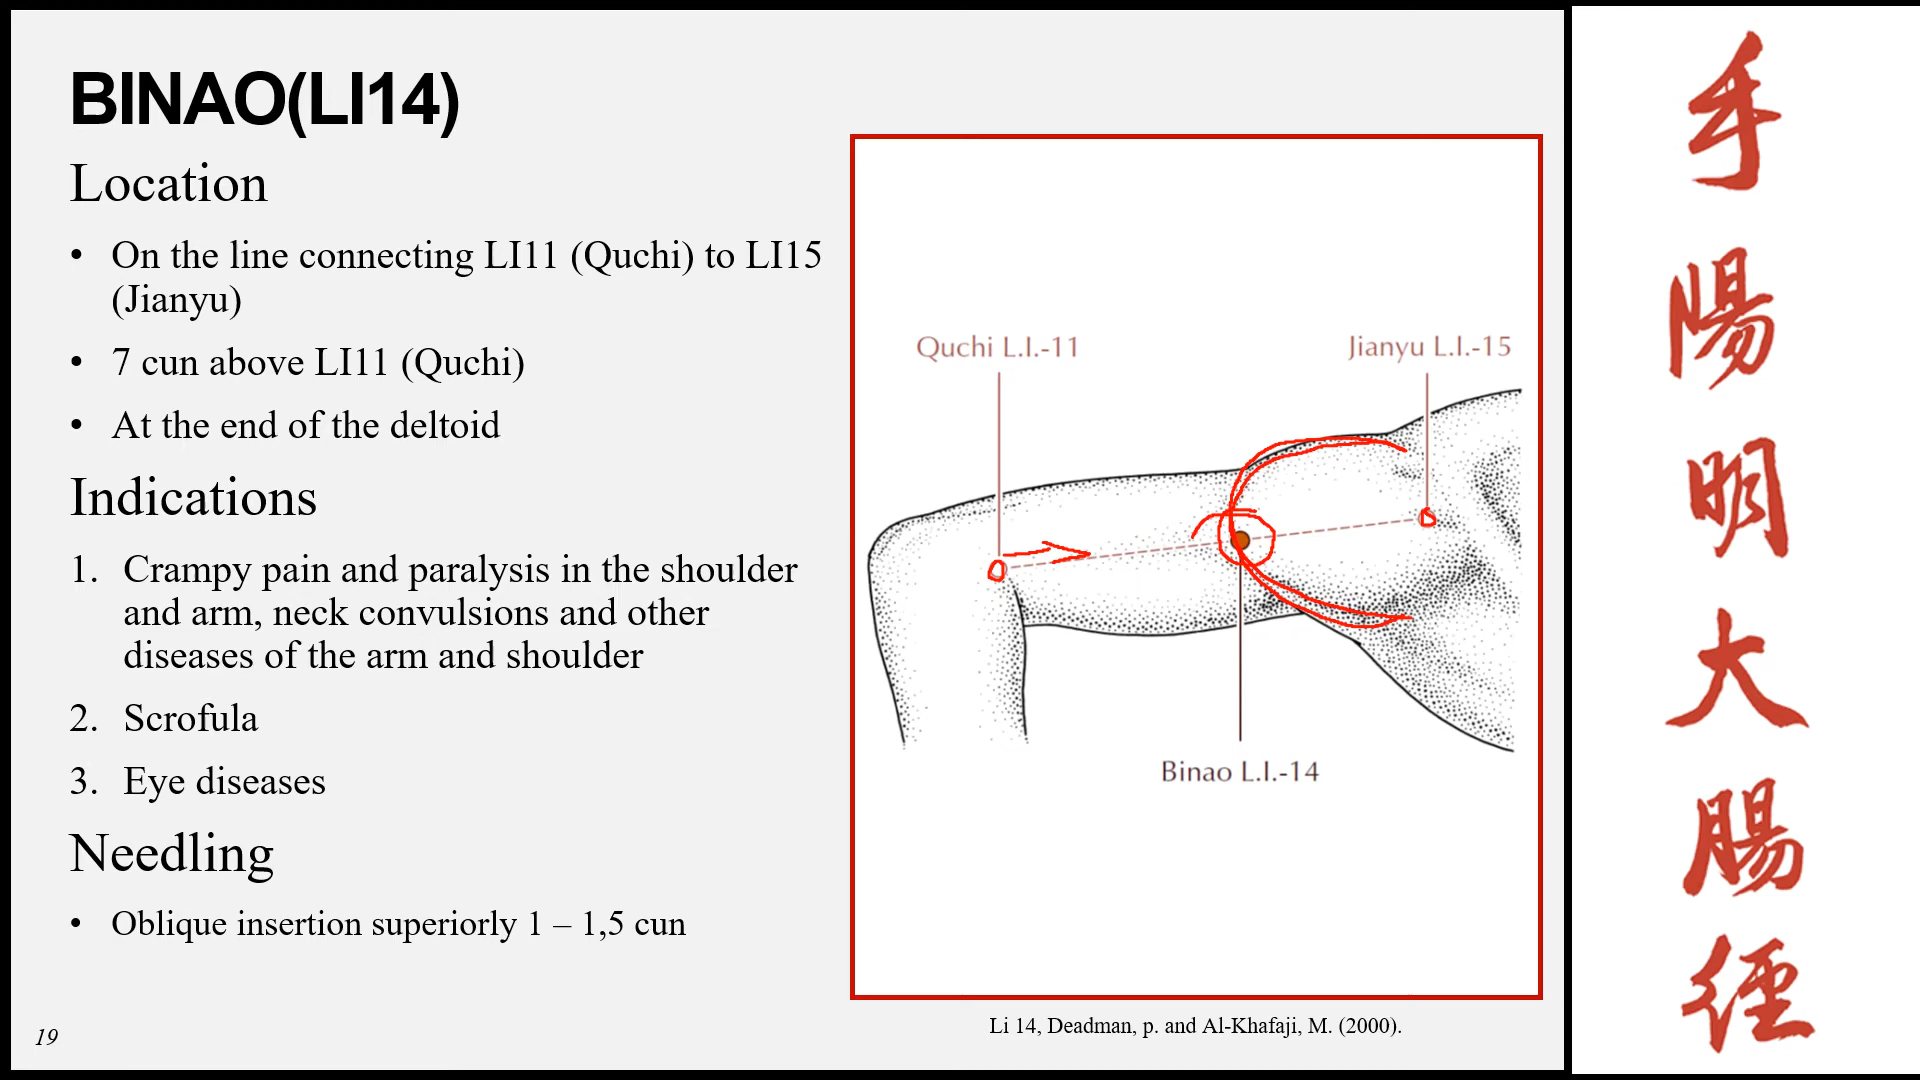 BINAO(LI14)
Location
• On the line connecting LI11 (Quchi) to LI15
(Jianyu)
• 7 cun above LI11 (Quchi)
• At the end of the deltoid
Indications
1. Crampy pain and paralysis in the shoulder
and arm, neck convulsions and other
diseases of the arm and shoulder
2. Scrofula
3. Eye diseases
Needling
• Oblique insertion superiorly 1 – 1,5 cun
19
Quchi L.I.-11
Jianyu L.I.-15
Binao L.I.-14
Li 14, Deadman, p. and Al-Khafaji, M. (2000).
手
陽
明
大
腸
經